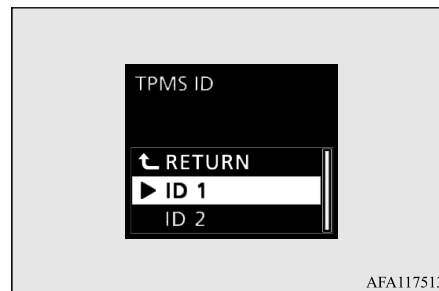 TPMS ID
RETURN
ID 1
ID 2
AFA117513